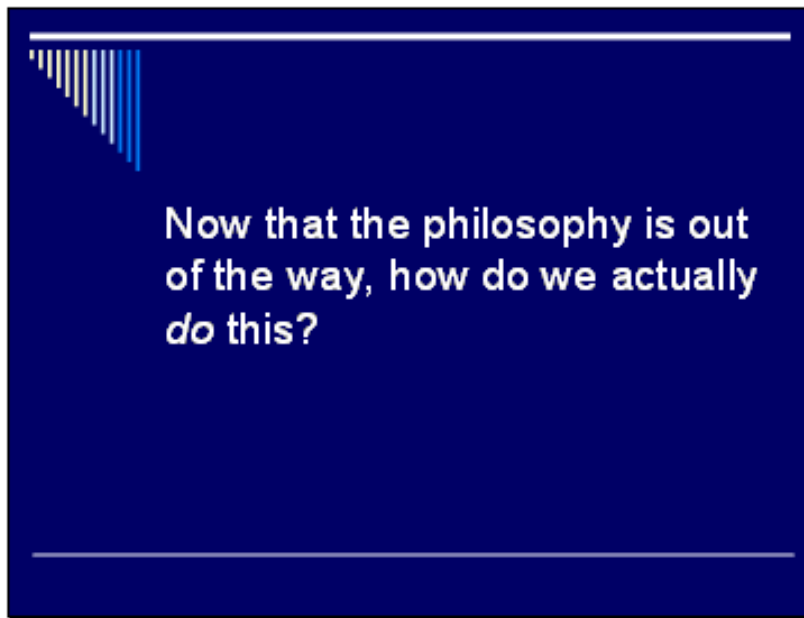 Now that the philosophy is out
of the way, how do we actually
do this?